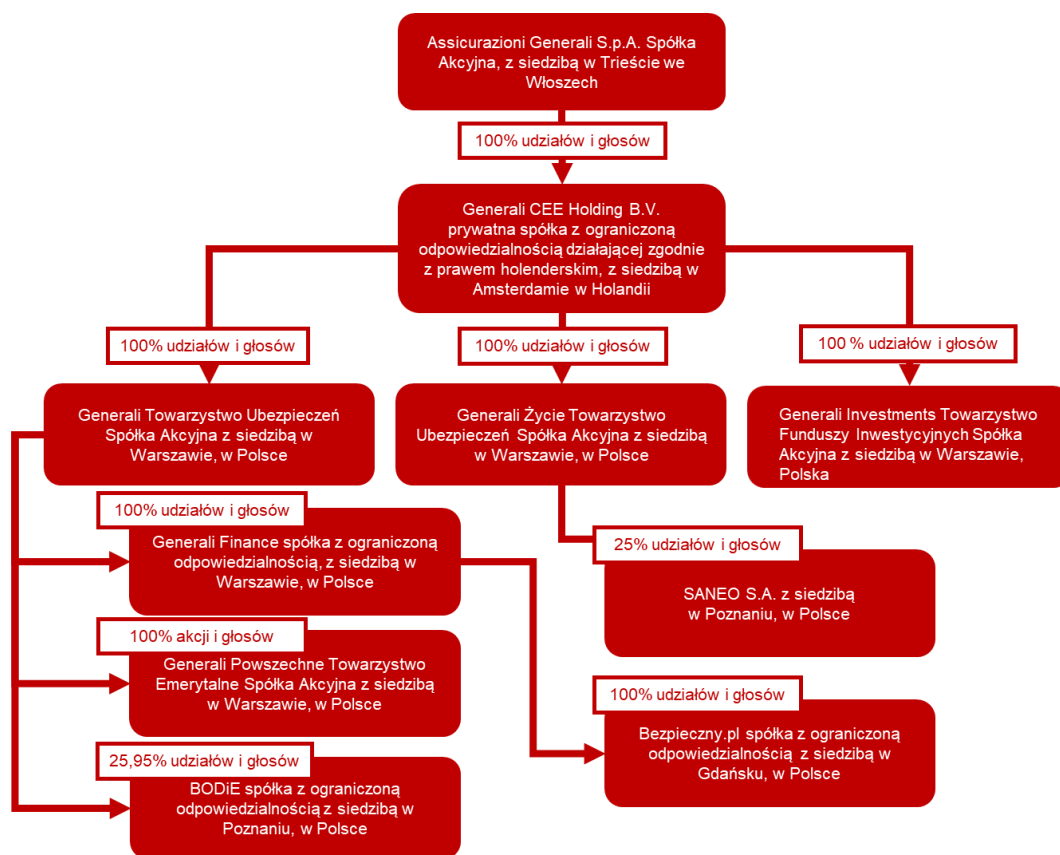 Assicurazioni Generali S.p.A. Spółka
Akcyjna, z siedzibą w Trieście we
Włoszech
100% udziałów i głosów
Generali CEE Holding B.V.
prywatna spółka z ograniczoną
odpowiedzialnością działającej zgodnie
z prawem holenderskim, z siedzibą w
Amsterdamie w Holandii
100% udziałów i głosów
100% udziałów i głosów
100 % udziałów i głosów
Generali Towarzystwo Ubezpieczeń
Spółka Akcyjna z siedzibą w
Warszawie, w Polsce
Generali Życie Towarzystwo
Ubezpieczeń Spółka Akcyjna z siedzibą
w Warszawie, w Polsce
Generali Investments Towarzystwo
Funduszy Inwestycyjnych Spółka
Akcyjna z siedzibą w Warszawie,
Polska
100% udziałów i głosów
Generali Finance spółka z ograniczoną
odpowiedzialnością, z siedzibą w
Warszawie, w Polsce
25% udziałów i głosów
SANEO S.A. z siedzibą
w Poznaniu, w Polsce
100% akcji i głosów
Generali Powszechne Towarzystwo
Emerytalne Spółka Akcyjna z siedzibą
w Warszawie, w Polsce
100% udziałów i głosów
Bezpieczny.pl spółka z ograniczoną
odpowiedzialnością z siedzibą w
Gdańsku, w Polsce
25,95% udziałów i głosów
BODiE spółka z ograniczoną
odpowiedzialnością z siedzibą w
Poznaniu, w Polsce